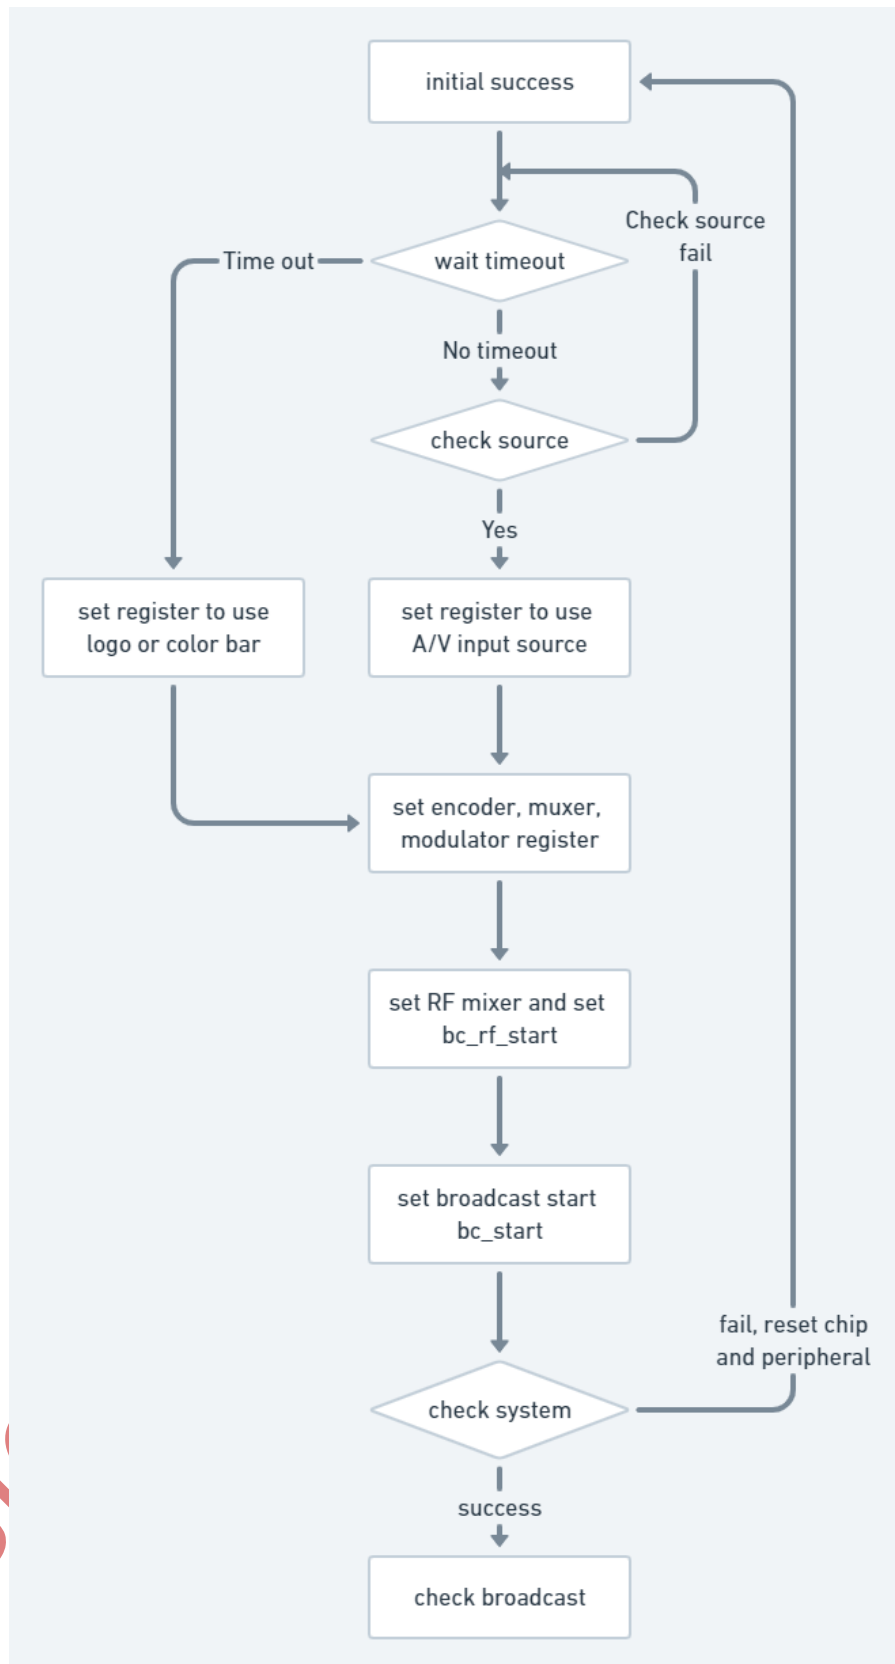 initial success
Check source
fail
Time out
wait timeout
No timeout
check source
Yes
set register to use
logo or color bar
set register to use
A/V input source
set encoder, muxer,
modulator register
set RF mixer and set
bc_rf_start
set broadcast start
bc_start
fail, reset chip
and peripheral
check system
success
check broadcast